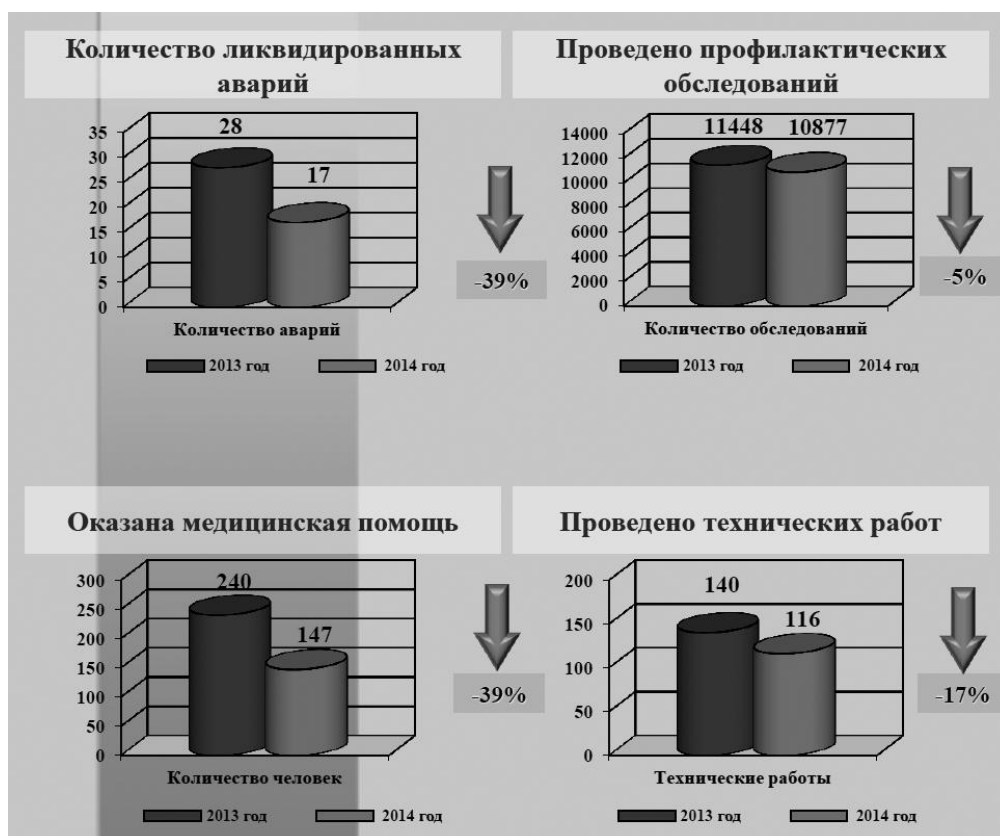 Количество ликвидированных
аварий
28
17
35
30
25
20
15
10
5
0
-39%
Количество аварий
2013 год
2014 год
Проведено профилактических
обследований
11448
10877
14000
12000
10000
8000
6000
4000
2000
0
-5%
Количество обследований
2013 год
2014 год
Оказана медицинская помощь
240
147
300
250
200
150
100
50
0
-39%
Количество человек
2013 год
2014 год
Проведено технических работ
140
116
200
150
100
50
0
-17%
Технические работы
2013 год
2014 год